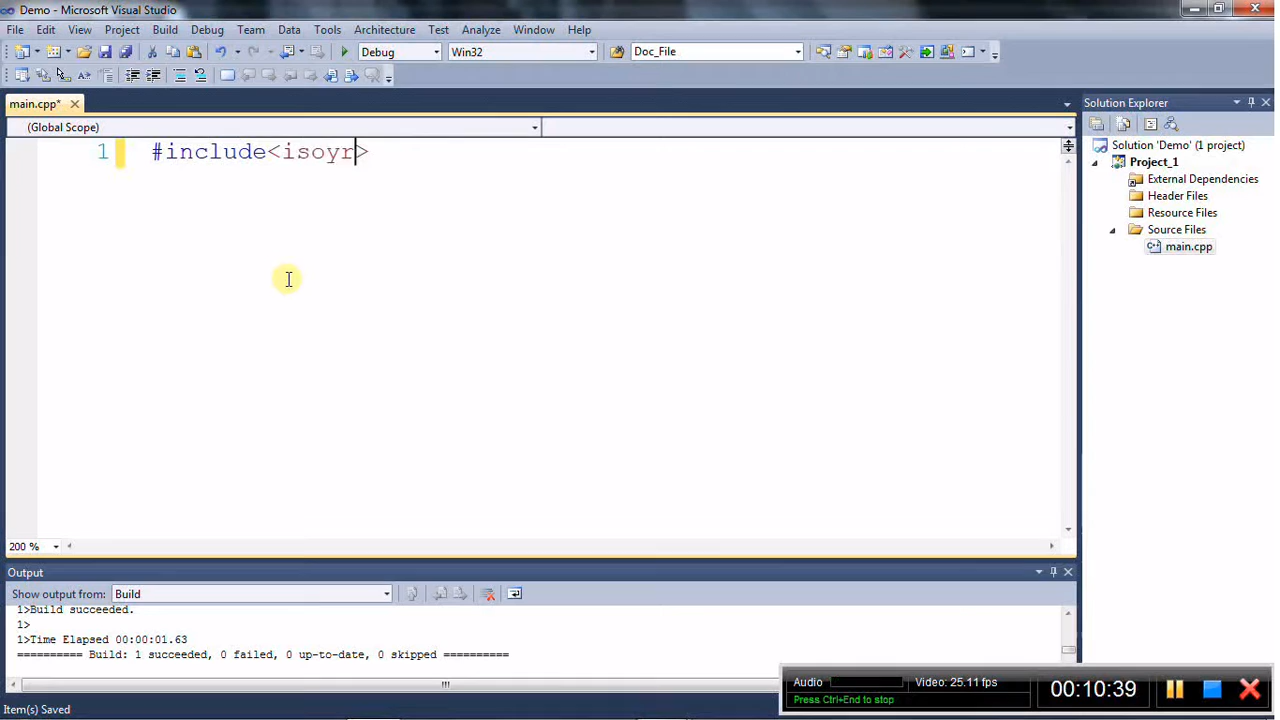 Demo - Microsoft Visual Studio
File Edit View Project Build Debug Team Data Tools Architecture Test Analyze Window Help
Debug Win32 Doc_File
main.cpp*
(Global Scope)
1 #include<isoyr>
200 %
Output
Show output from: Build
1>Build succeeded.
1>
1>Time Elapsed 00:00:01.63
========== Build: 1 succeeded, 0 failed, 0 up-to-date, 0 skipped ==========
Item(s) Saved
Solution Explorer
Solution 'Demo' (1 project)
Project_1
External Dependencies
Header Files
Resource Files
Source Files
main.cpp
Audio Video: 25.11 fps
Press Ctrl+End to stop
00:10:39